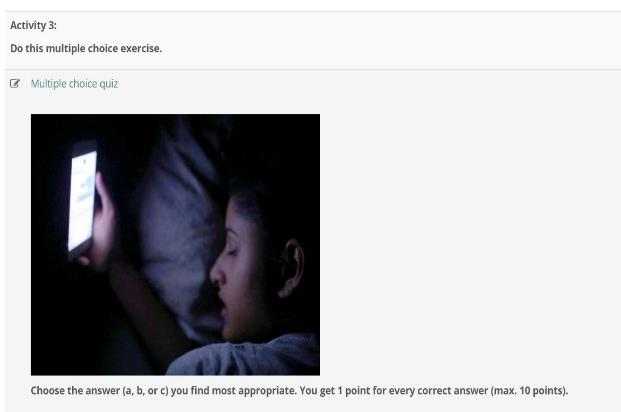 Activity 3:
Do this multiple choice exercise.
Multiple choice quiz
Choose the answer (a, b, or c) you find most appropriate. You get 1 point for every correct answer (max. 10 points).